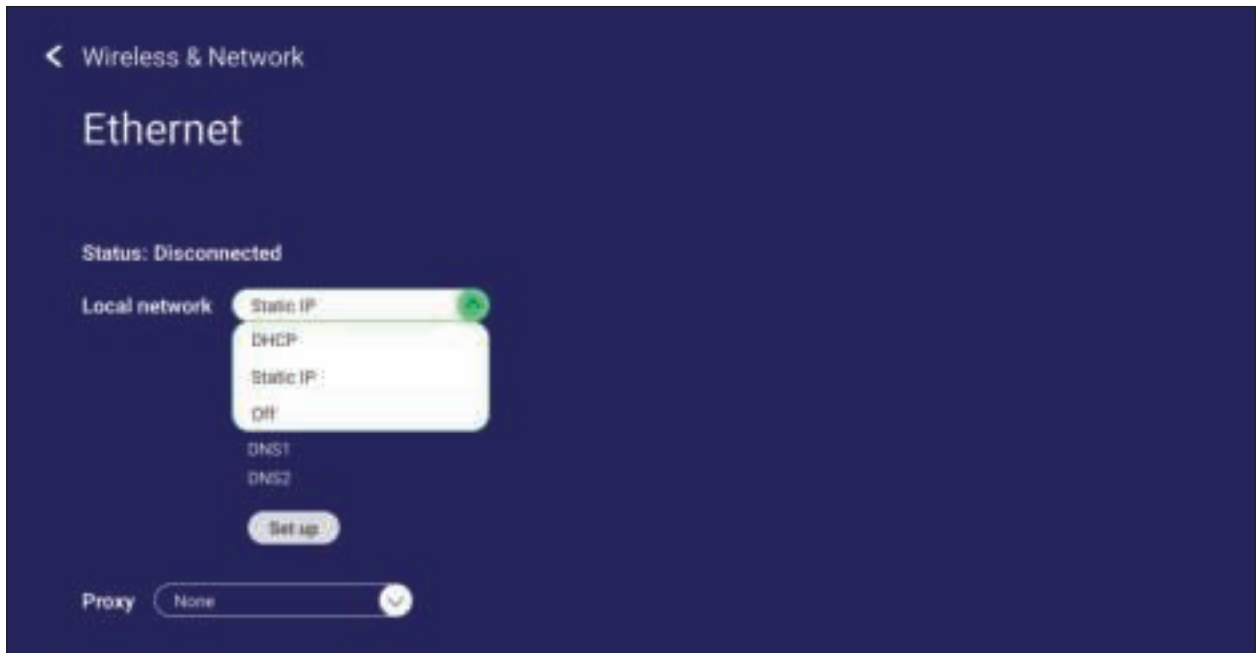 Wireless & Network
Ethernet
Status: Disconnected
Local network Static IP
DHCP
Static IP
Off
DNS1
DNS2
Set up
Proxy None